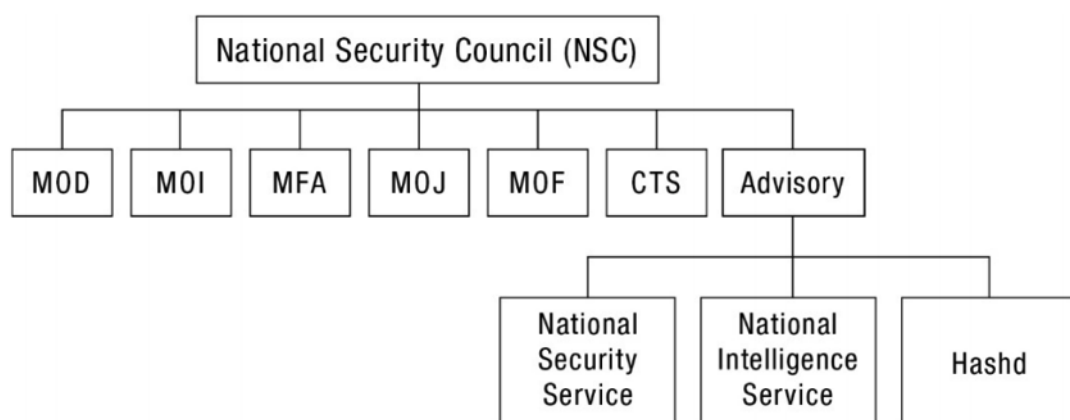 National Security Council (NSC)
MOD
MOI
MFA
MOJ
MOF
CTS
Advisory
National
Security
Service
National
Intelligence
Service
Hashd